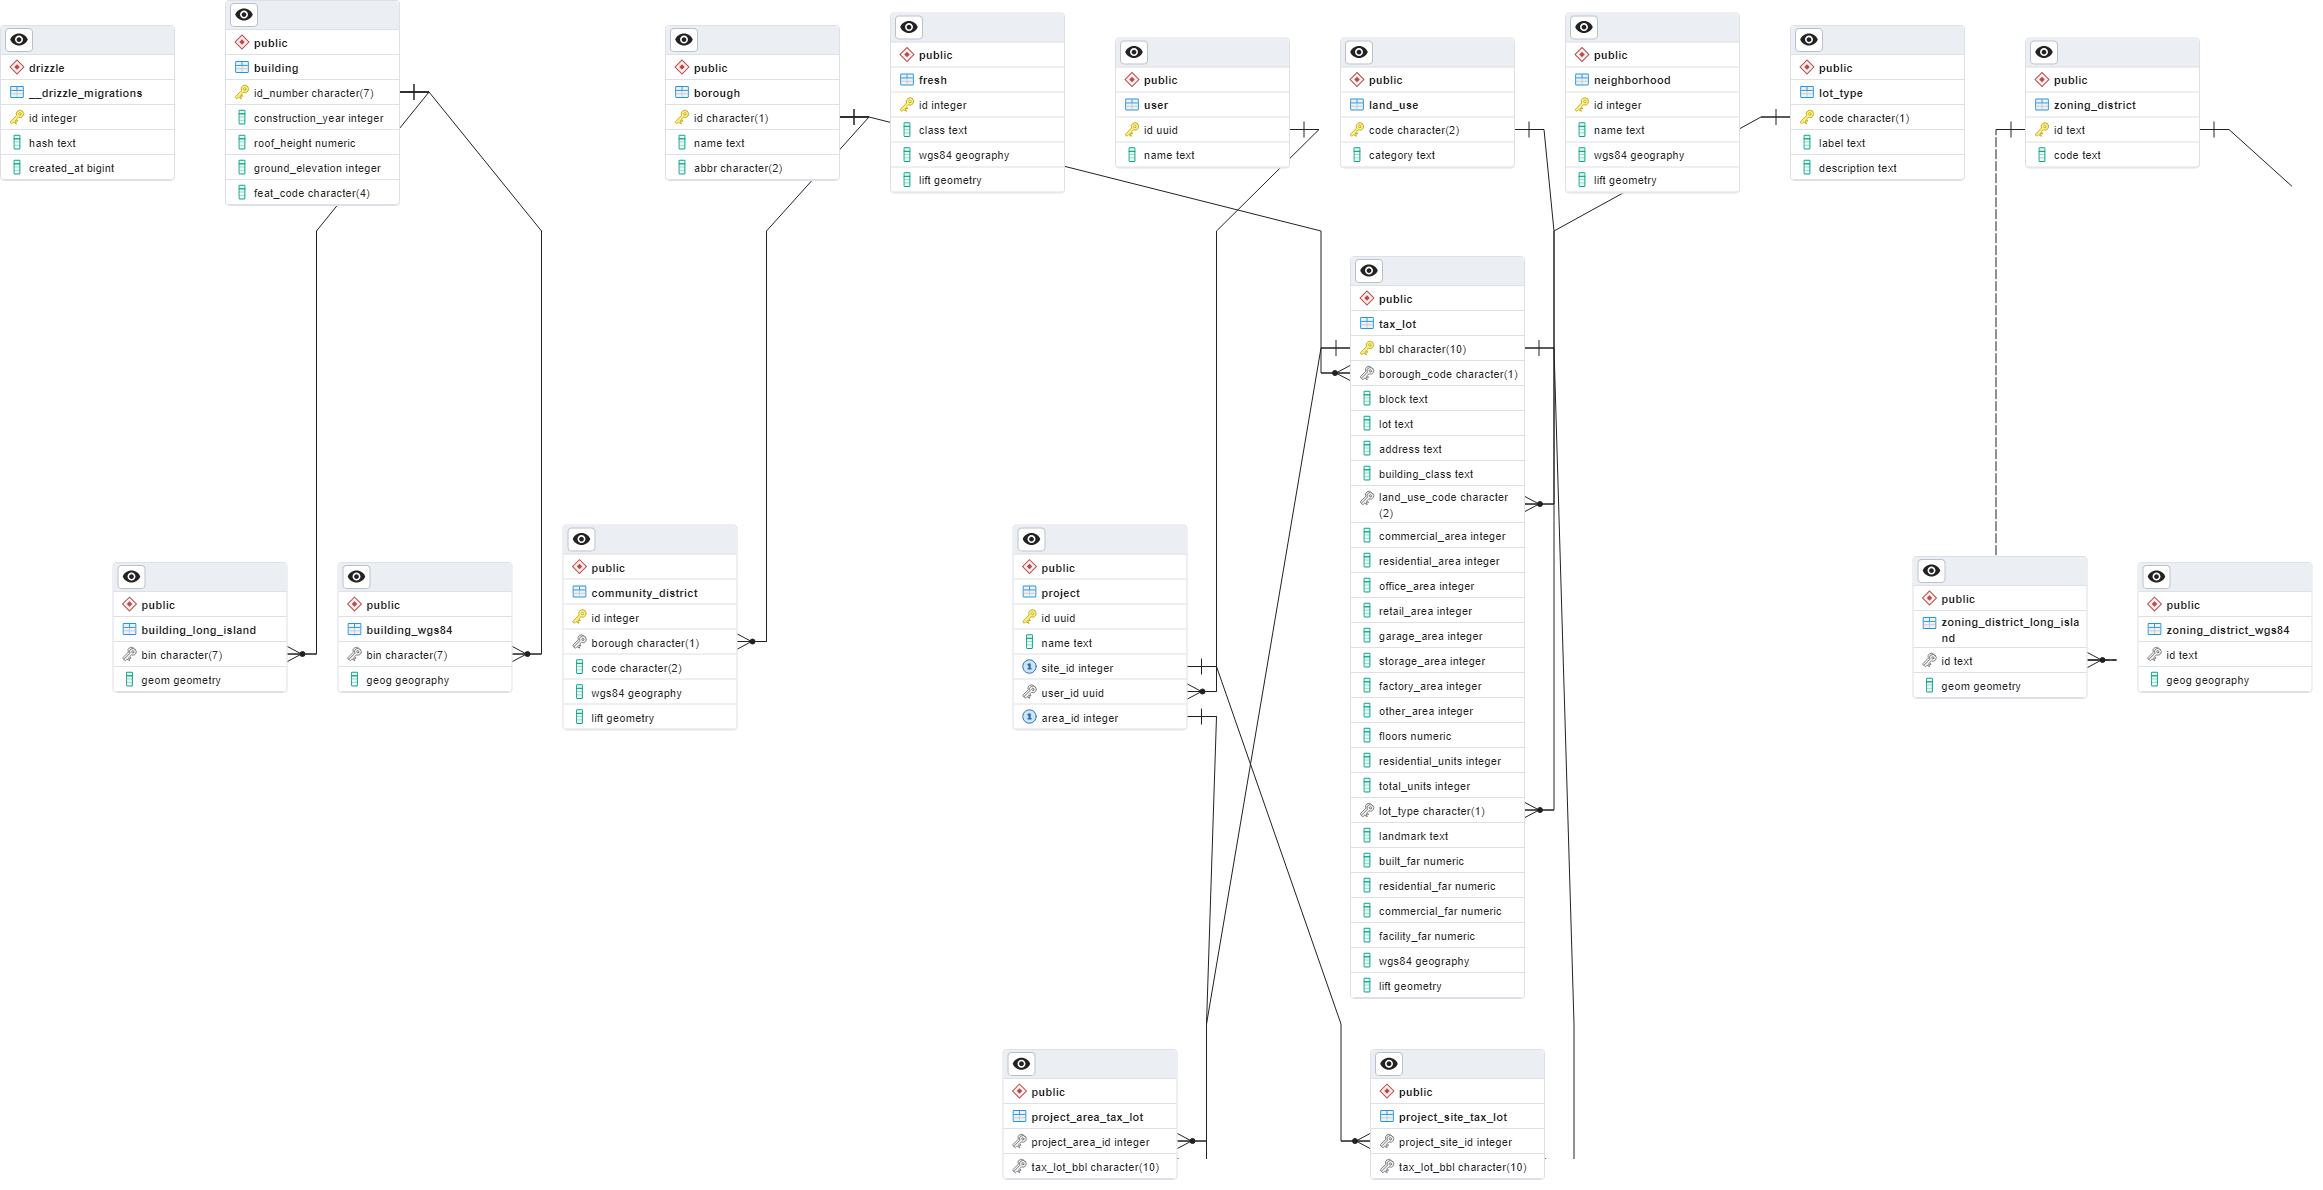 drizzle
__drizzle_migrations
id integer
hash text
created_at bigint
public
building
id_number character(7)
construction_year integer
roof_height numeric
ground_elevation integer
feat_code character(4)
public
borough
id character(1)
name text
abbr character(2)
public
fresh
id integer
class text
wgs84 geography
lift geometry
public
user
id uuid
name text
public
land_use
code character(2)
category text
public
neighborhood
id integer
name text
wgs84 geography
lift geometry
public
lot_type
code character(1)
label text
description text
public
zoning_district
id text
code text
public
tax_lot
bbl character(10)
borough_code character(1)
block text
lot text
address text
building_class text
land_use_code character
(2)
commercial_area integer
residential_area integer
office_area integer
retail_area integer
garage_area integer
storage_area integer
factory_area integer
other_area integer
floors numeric
residential_units integer
total_units integer
lot_type character(1)
landmark text
built_far numeric
residential_far numeric
commercial_far numeric
facility_far numeric
wgs84 geography
lift geometry
public
building_long_island
bin character(7)
geom geometry
public
building_wgs84
bin character(7)
geog geography
public
community_district
id integer
borough character(1)
code character(2)
wgs84 geography
lift geometry
public
project
id uuid
name text
1 site_id integer
user_id uuid
1 area_id integer
public
zoning_district_long_isla
nd
id text
geom geometry
public
zoning_district_wgs84
id text
geog geography
public
project_area_tax_lot
project_area_id integer
tax_lot_bbl character(10)
public
project_site_tax_lot
project_site_id integer
tax_lot_bbl character(10)